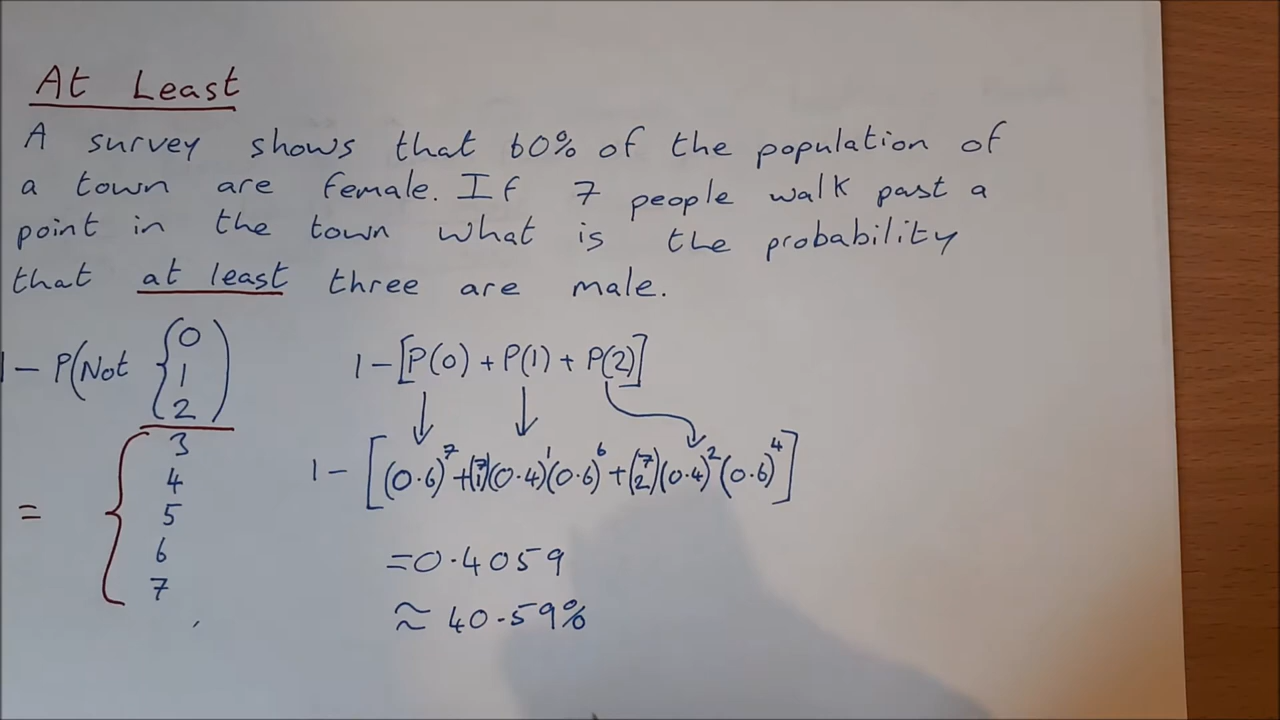 At Least
A survey shows that 60% of the population of
a town are female. If 7 people walk past a
point in the town what is the probability
that at least three are male.
1 - P(Not {0
1
2)
= {3
4
5
6
7
1 - [P(0) + P(1) + P(2)]
1 - [(0.6)^7 + (7 1)(0.4)^1(0.6)^6 + (7 2)(0.4)^2(0.6)^4]
= 0.4059
≈ 40.59%